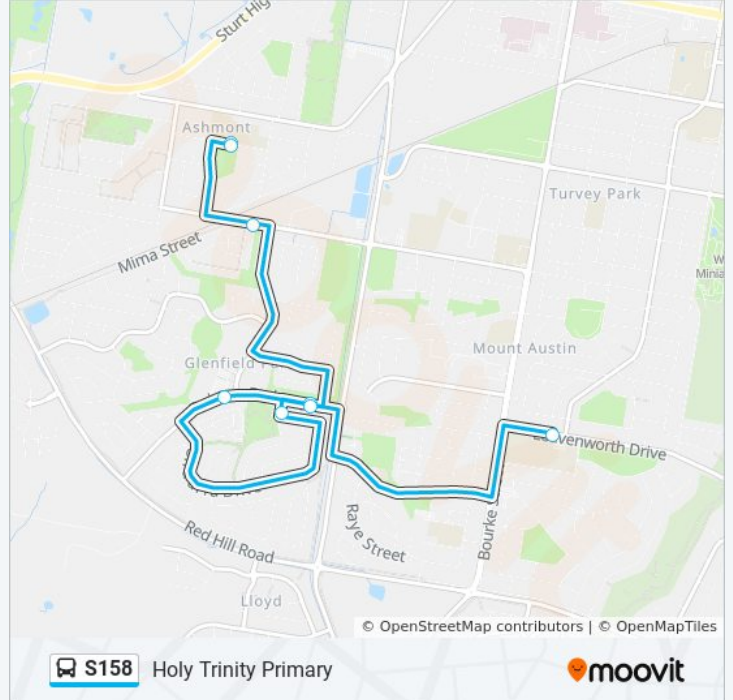 Sturt Hig
Ashmont
Turvey Park
Mima Street
W
Minia
Mount Austin
Glenfield
Leavenworth Drive
Raye Street
Bourke S
Red Hill Road
Lloyd
© OpenStreetMap contributors | © OpenMapTiles
S158 Holy Trinity Primary
moovit